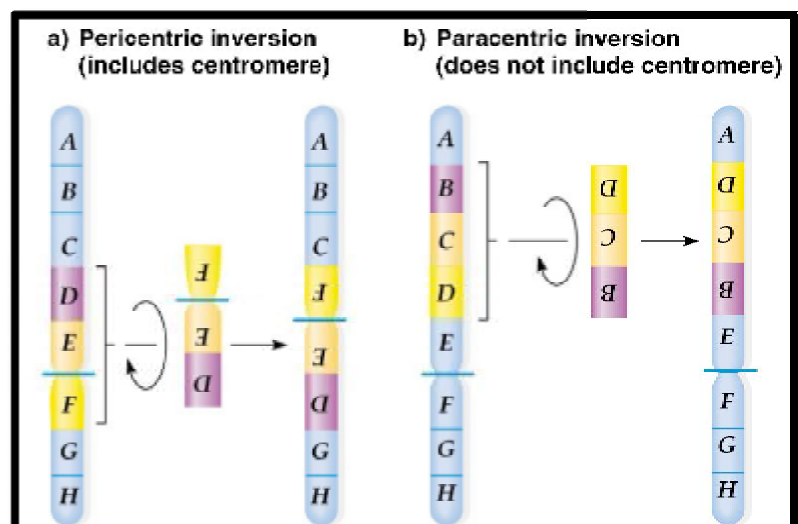 a) Pericentric inversion
(includes centromere)
b) Paracentric inversion
(does not include centromere)
A
B
C
D
E
F
G
H
F
E
D
A
B
C
F
E
D
G
H
A
B
C
D
E
F
G
H
D
C
B
A
D
C
B
E
F
G
H